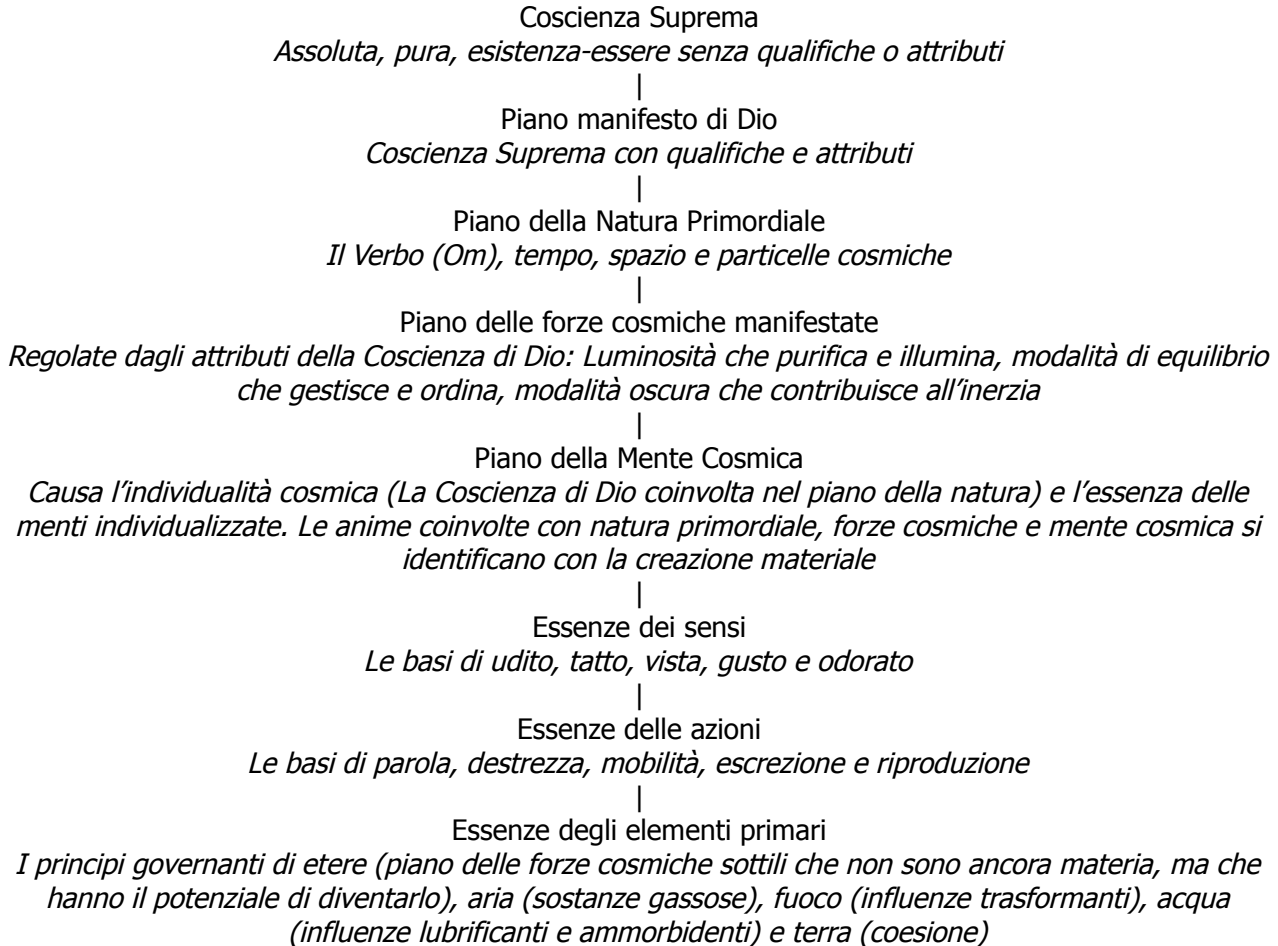 Coscienza Suprema
Assoluta, pura, esistenza-essere senza qualifiche o attributi
|
Piano manifesto di Dio
Coscienza Suprema con qualifiche e attributi
|
Piano della Natura Primordiale
Il Verbo (Om), tempo, spazio e particelle cosmiche
|
Piano delle forze cosmiche manifestate
Regolate dagli attributi della Coscienza di Dio: Luminosità che purifica e illumina, modalità di equilibrio
che gestisce e ordina, modalità oscura che contribuisce all’inerzia
|
Piano della Mente Cosmica
Causa l’individualità cosmica (La Coscienza di Dio coinvolta nel piano della natura) e l’essenza delle
menti individualizzate. Le anime coinvolte con natura primordiale, forze cosmiche e mente cosmica si
identificano con la creazione materiale
|
Essenze dei sensi
Le basi di udito, tatto, vista, gusto e odorato
|
Essenze delle azioni
Le basi di parola, destrezza, mobilità, escrezione e riproduzione
|
Essenze degli elementi primari
I principi governanti di etere (piano delle forze cosmiche sottili che non sono ancora materia, ma che
hanno il potenziale di diventarlo), aria (sostanze gassose), fuoco (influenze trasformanti), acqua
(influenze lubrificanti e ammorbidenti) e terra (coesione)